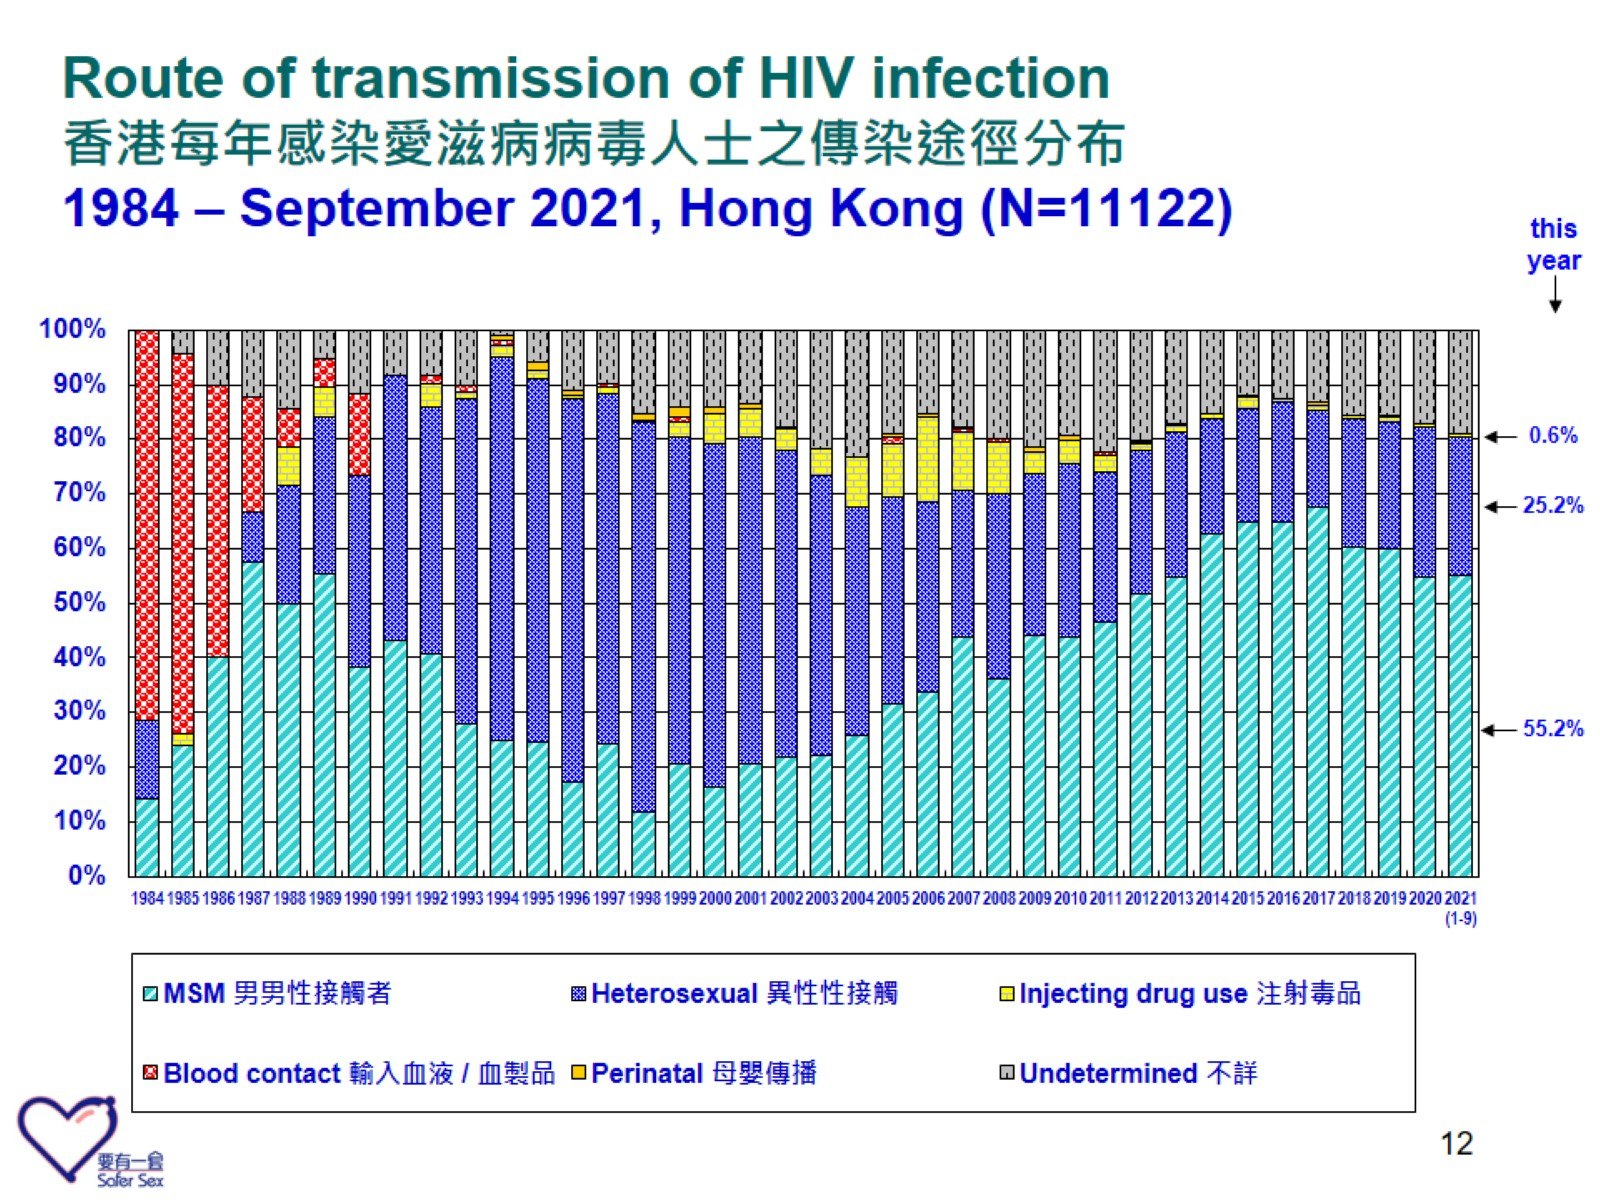 Route of transmission of HIV infection
香港每年感染愛滋病病毒人士之傳染途徑分布
1984 – September 2021, Hong Kong (N=11122)
this
year
100%
90%
80%
70%
60%
50%
40%
30%
20%
10%
0%
0.6%
25.2%
55.2%
1984 1985 1986 1987 1988 1989 1990 1991 1992 1993 1994 1995 1996 1997 1998 1999 2000 2001 2002 2003 2004 2005 2006 2007 2008 2009 2010 2011 2012 2013 2014 2015 2016 2017 2018 2019 2020 2021
(1-9)
MSM 男男性接觸者
Heterosexual 異性性接觸
Injecting drug use 注射毒品
Blood contact 輸入血液 / 血製品
Perinatal 母嬰傳播
Undetermined 不詳
要有一套
Safer Sex
12